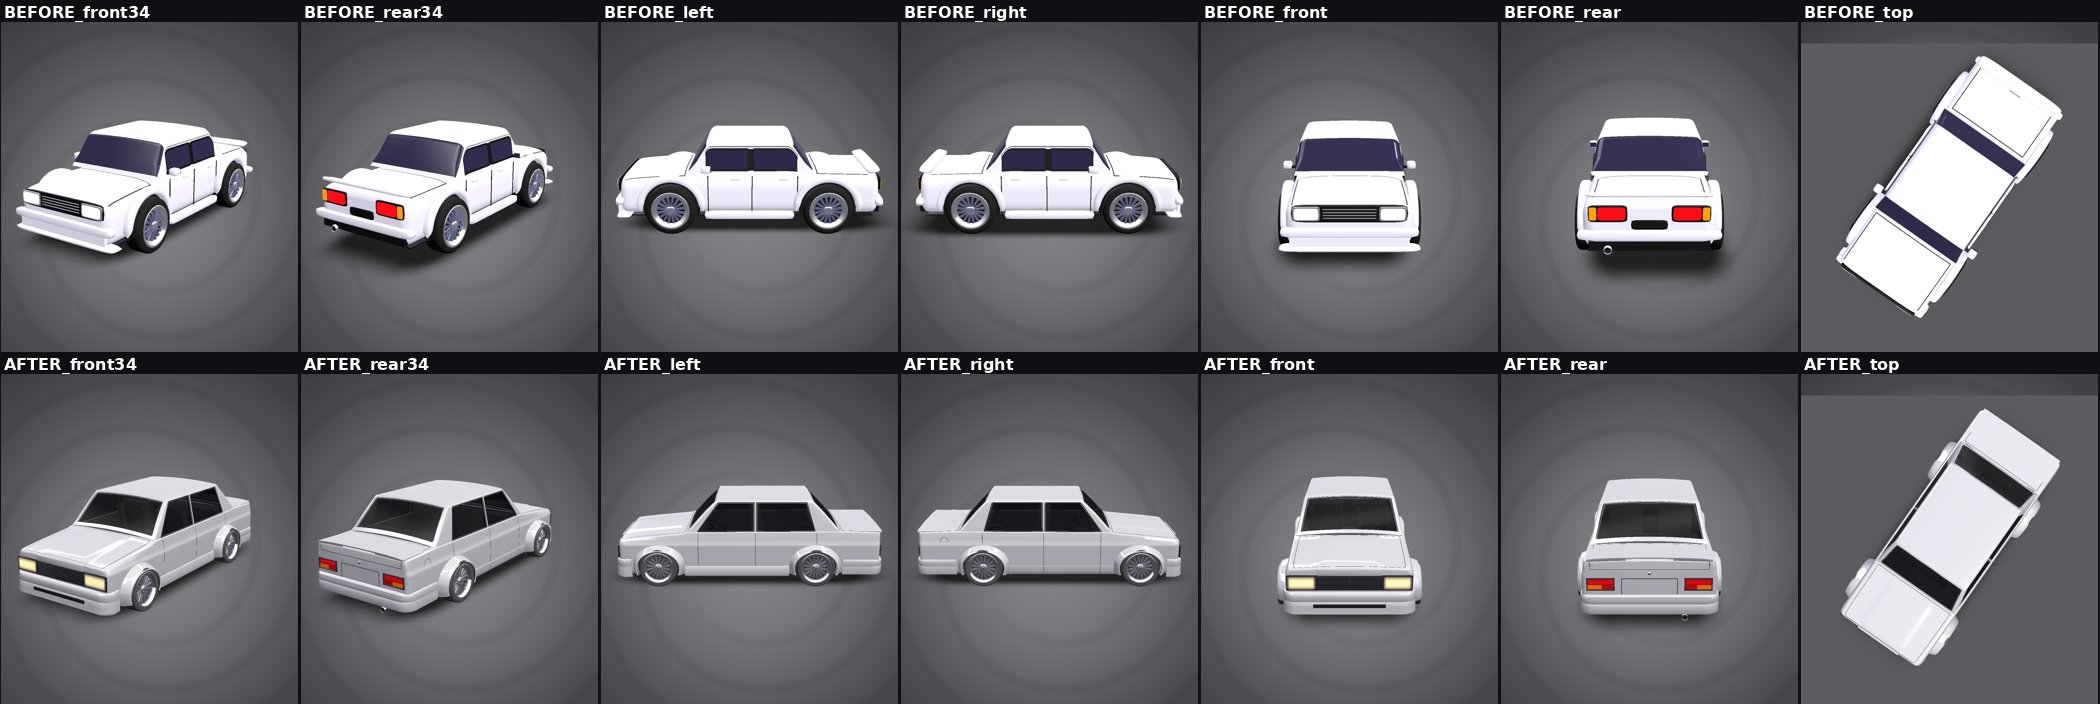 BEFORE_front34
BEFORE_rear34
BEFORE_left
BEFORE_right
BEFORE_front
BEFORE_rear
BEFORE_top
AFTER_front34
AFTER_rear34
AFTER_left
AFTER_right
AFTER_front
AFTER_rear
AFTER_top